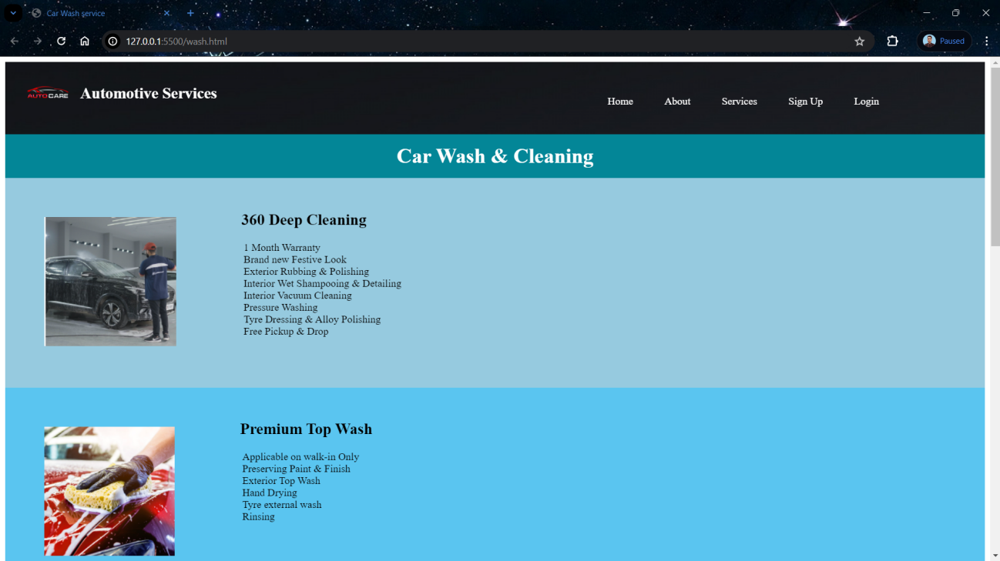 Car Wash service
127.0.0.1:5500/wash.html
Paused
AUTOCARE
Automotive Services
Home
About
Services
Sign Up
Login
Car Wash & Cleaning
360 Deep Cleaning
1 Month Warranty
Brand new Festive Look
Exterior Rubbing & Polishing
Interior Wet Shampooing & Detailing
Interior Vacuum Cleaning
Pressure Washing
Tyre Dressing & Alloy Polishing
Free Pickup & Drop
Premium Top Wash
Applicable on walk-in Only
Preserving Paint & Finish
Exterior Top Wash
Hand Drying
Tyre external wash
Rinsing